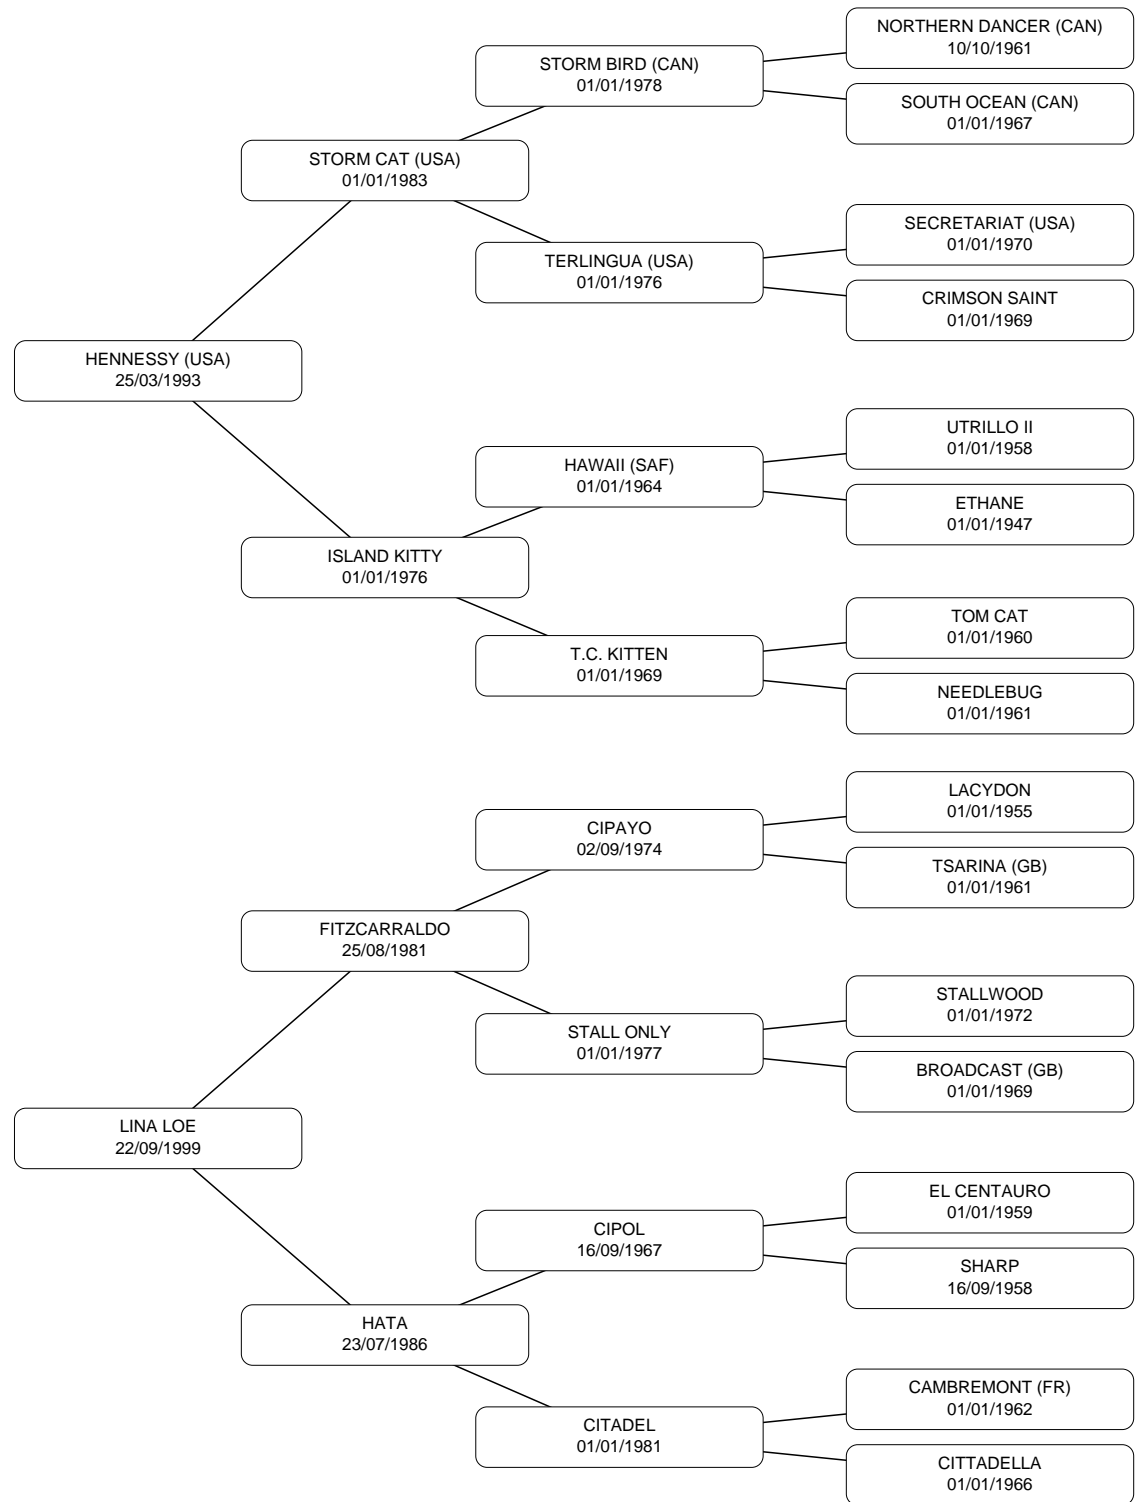 NORTHERN DANCER (CAN)
10/10/1961
STORM BIRD (CAN)
01/01/1978
SOUTH OCEAN (CAN)
01/01/1967
STORM CAT (USA)
01/01/1983
SECRETARIAT (USA)
01/01/1970
TERLINGUA (USA)
01/01/1976
CRIMSON SAINT
01/01/1969
HENNESSY (USA)
25/03/1993
UTRILLO II
01/01/1958
HAWAII (SAF)
01/01/1964
ETHANE
01/01/1947
ISLAND KITTY
01/01/1976
TOM CAT
01/01/1960
T.C. KITTEN
01/01/1969
NEEDLEBUG
01/01/1961
LACYDON
01/01/1955
CIPAYO
02/09/1974
TSARINA (GB)
01/01/1961
FITZCARRALDO
25/08/1981
STALLWOOD
01/01/1972
STALL ONLY
01/01/1977
BROADCAST (GB)
01/01/1969
LINA LOE
22/09/1999
EL CENTAURO
01/01/1959
CIPOL
16/09/1967
SHARP
16/09/1958
HATA
23/07/1986
CAMBREMONT (FR)
01/01/1962
CITADEL
01/01/1981
CITTADELLA
01/01/1966